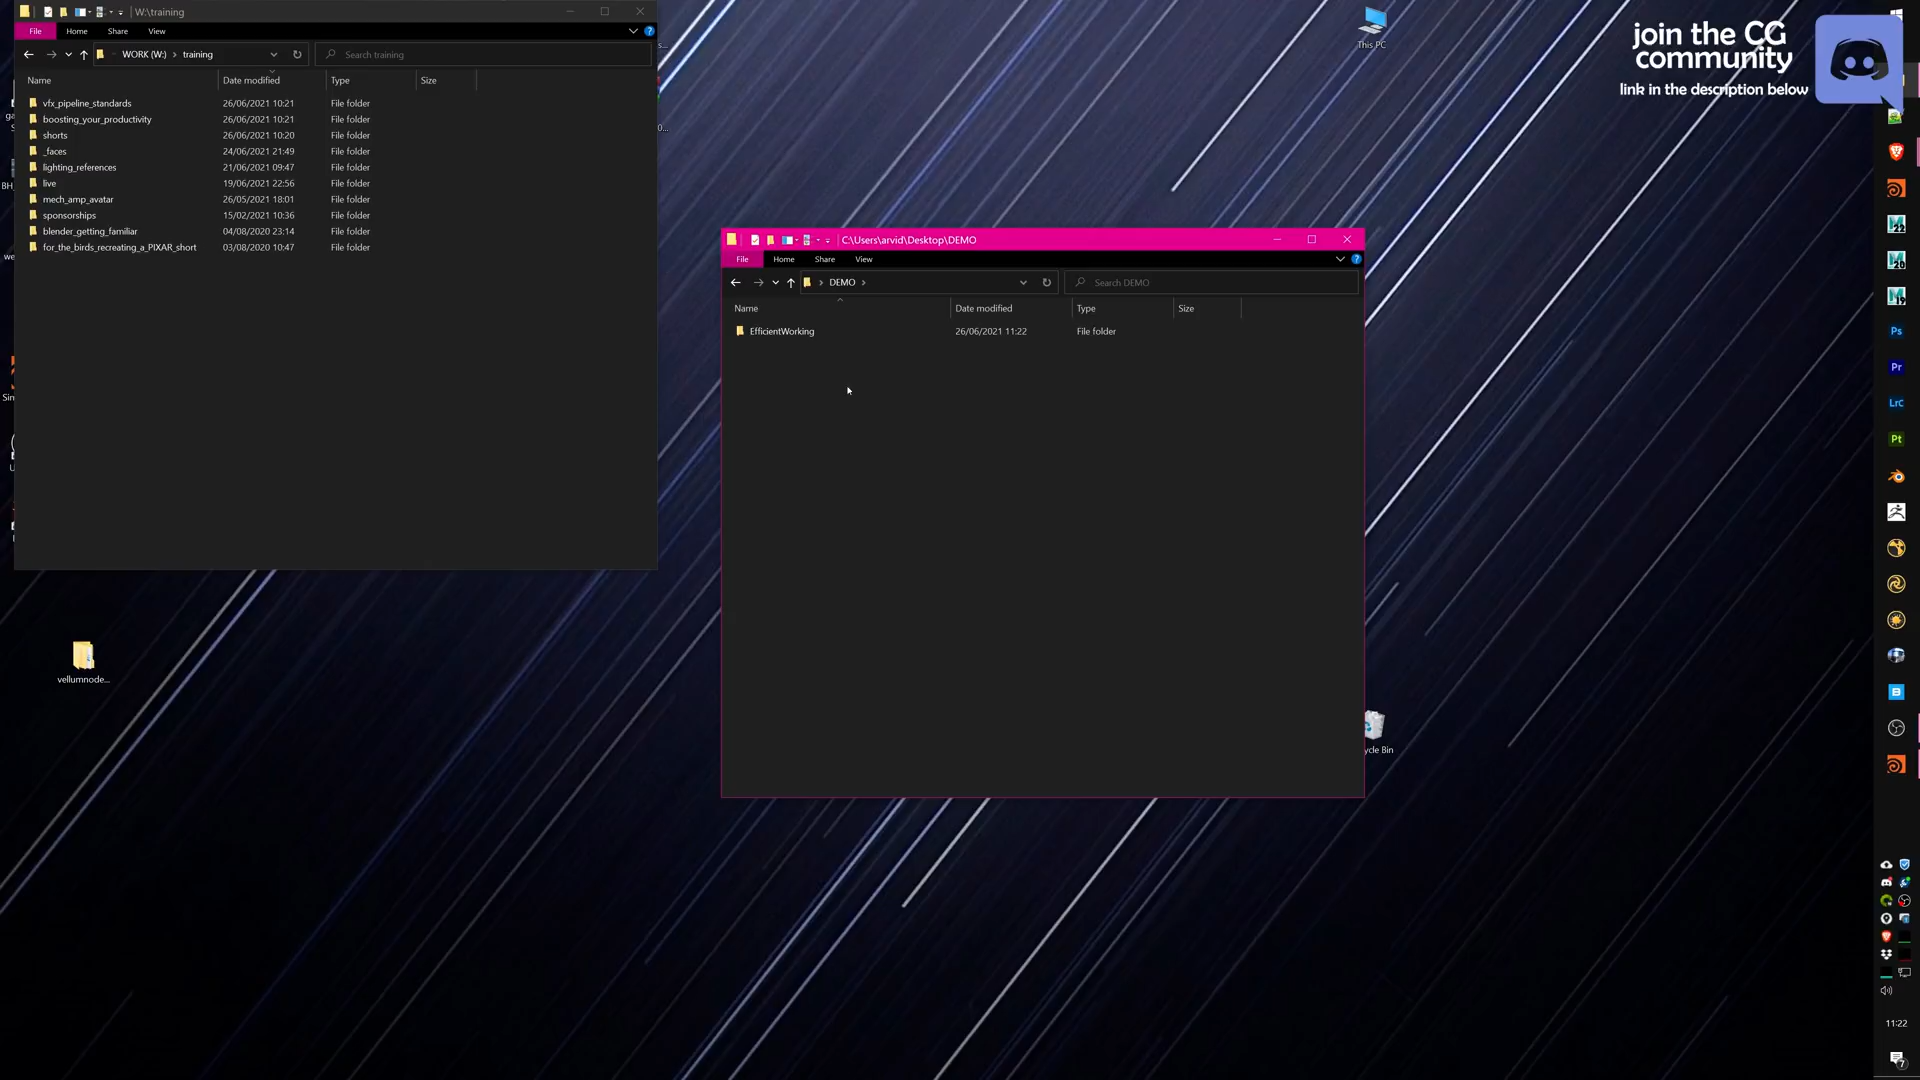 W:\training
File Home Share View
WORK (W:) training
Search training
Name Date modified Type Size
vfx_pipeline_standards 26/06/2021 10:21 File folder
boosting_your_productivity 26/06/2021 10:21 File folder
shorts 26/06/2021 10:20 File folder
_faces 24/06/2021 21:49 File folder
lighting_references 21/06/2021 09:47 File folder
live 19/06/2021 22:56 File folder
mech_amp_avatar 26/05/2021 18:01 File folder
sponsorships 15/02/2021 10:36 File folder
blender_getting_familiar 04/08/2020 23:14 File folder
for_the_birds_recreating_a_PIXAR_short 03/08/2020 10:47 File folder
This PC
join the CG
community
link in the description below
C:\Users\arvid\Desktop\DEMO
File Home Share View
DEMO
Search DEMO
Name Date modified Type Size
EfficientWorking 26/06/2021 11:22 File folder
vellumnode...
ycle Bin
Ps
Pr
LrC
Pt
11:22
7